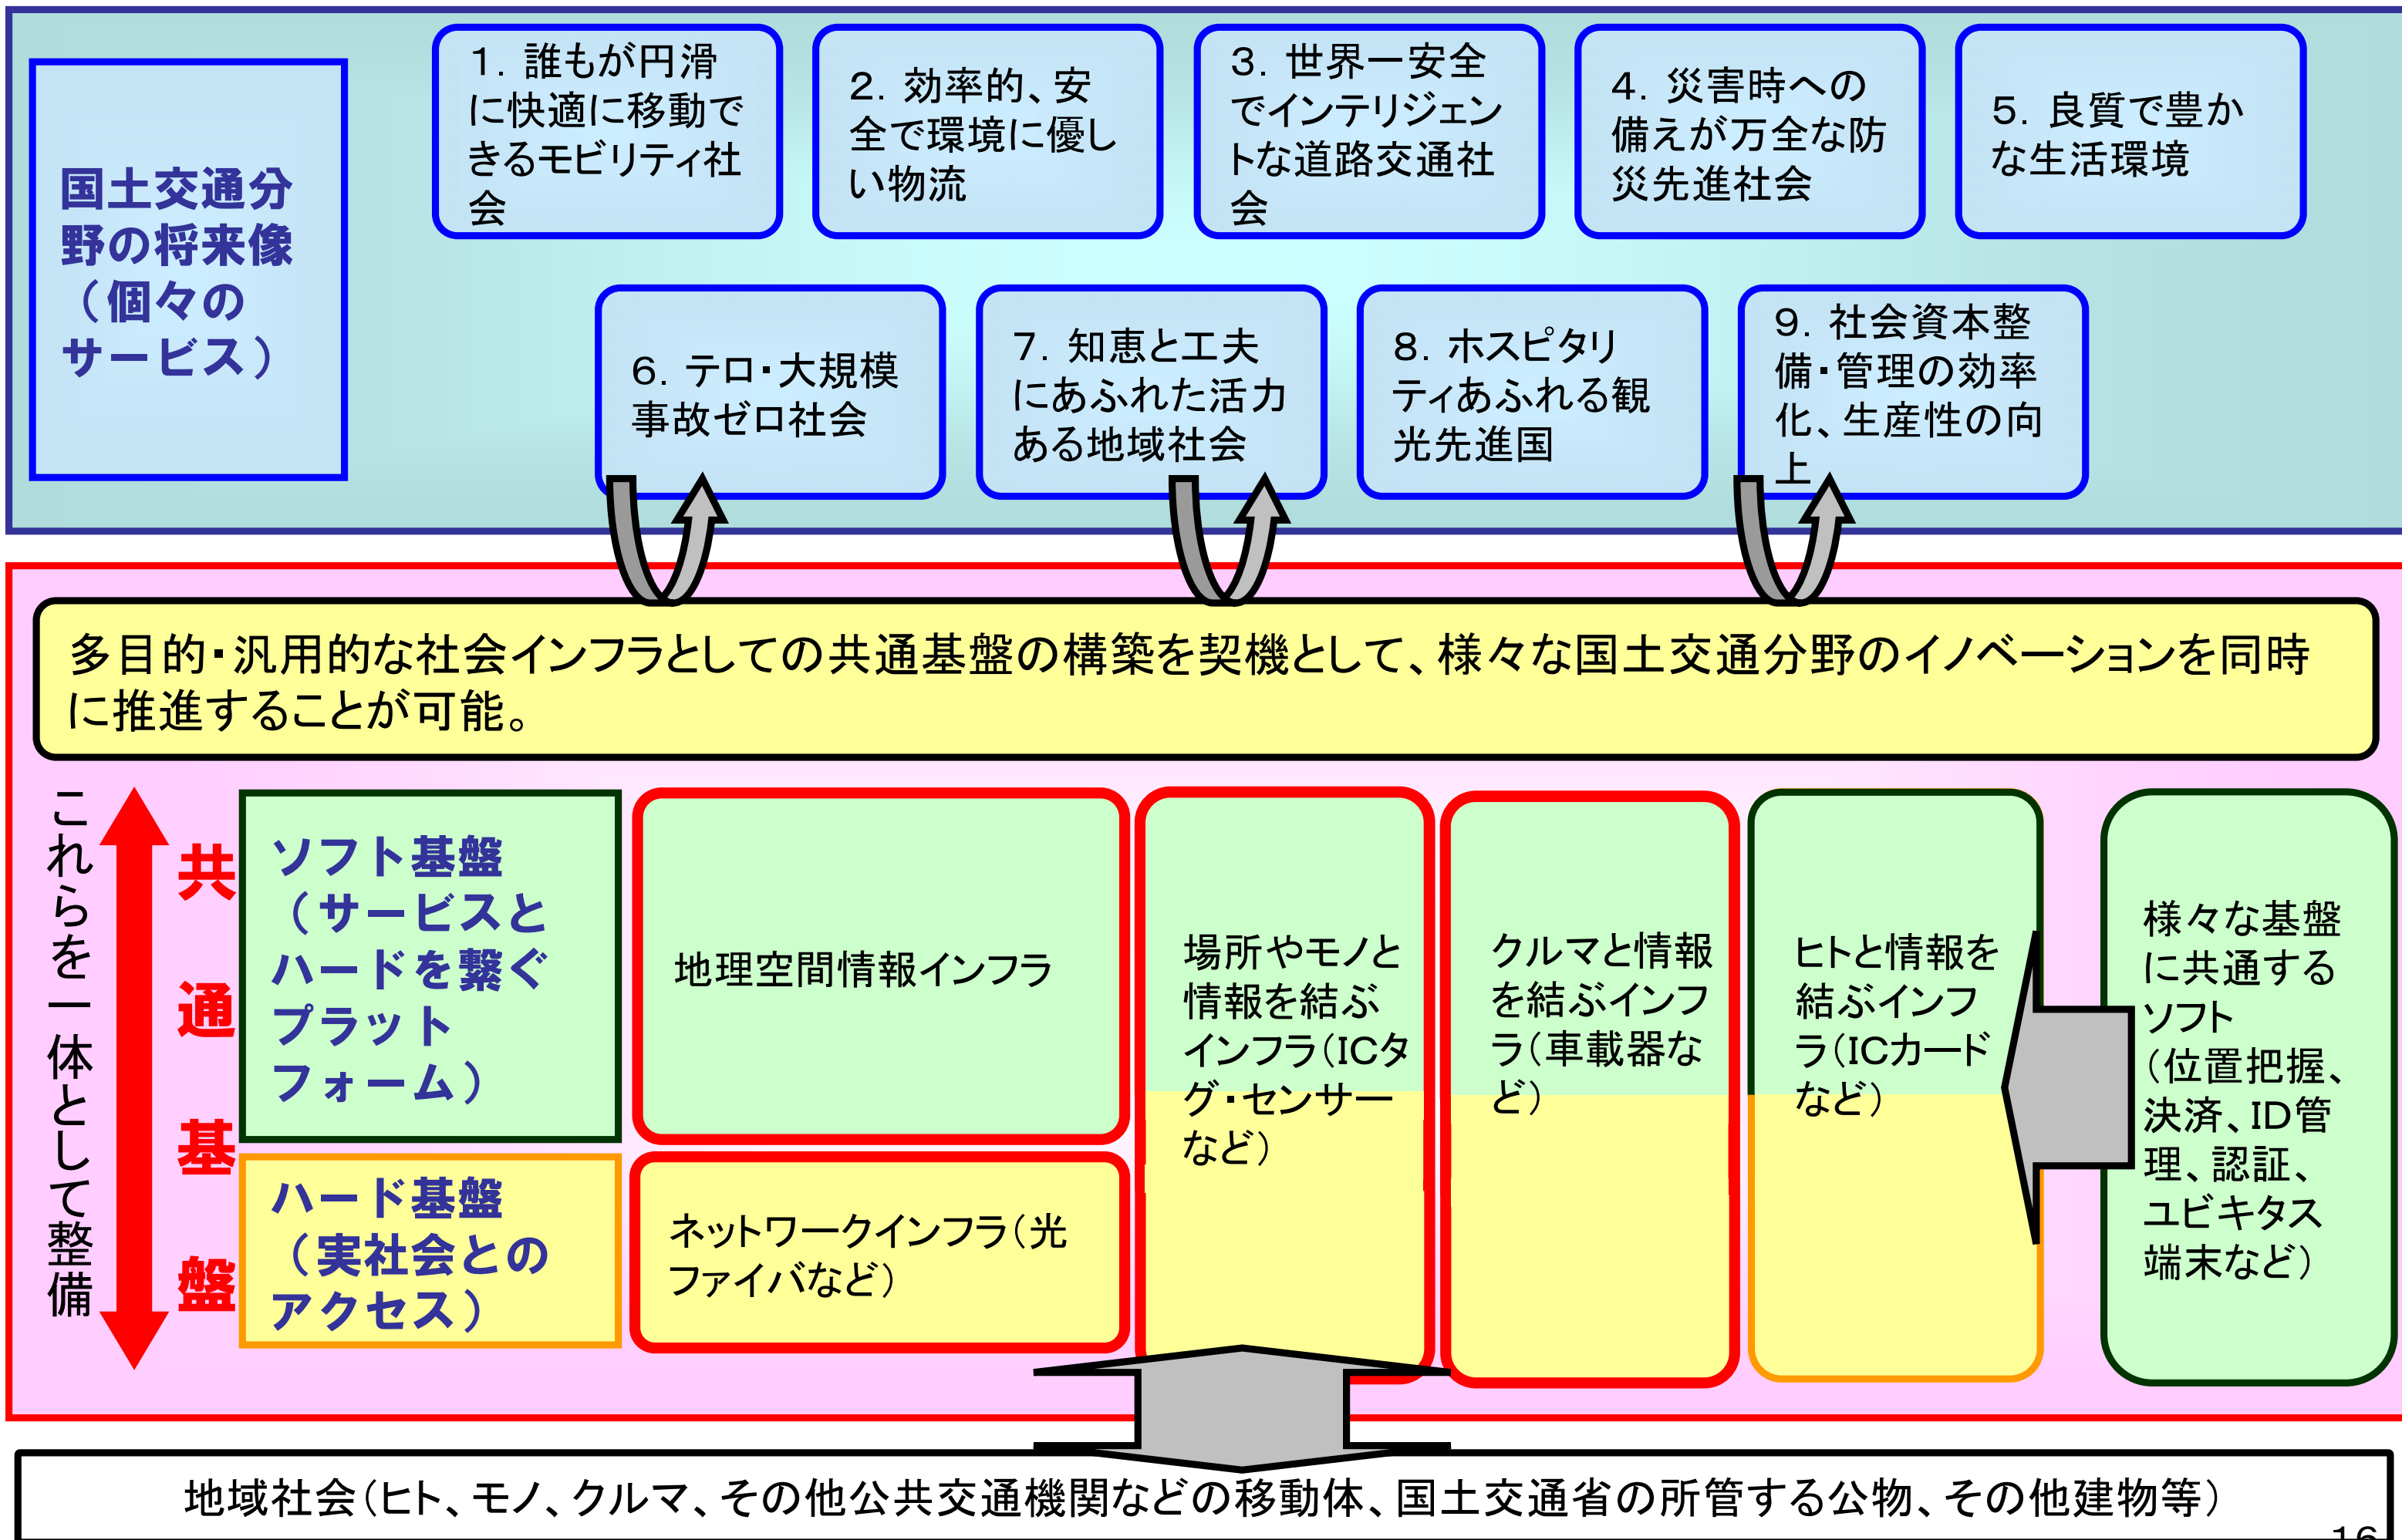 国土交通分
野の将来像
（個々の
サービス）
1．誰もが円滑
に快適に移動で
きるモビリティ社
会
2．効率的、安
全で環境に優し
い物流
3．世界一安全
でインテリジェン
トな道路交通社
会
4．災害時への
備えが万全な防
災先進社会
5．良質で豊か
な生活環境
6．テロ・大規模
事故ゼロ社会
7．知恵と工夫
にあふれた活力
ある地域社会
8．ホスピタリ
ティあふれる観
光先進国
9．社会資本整
備・管理の効率
化、生産性の向
上
多目的・汎用的な社会インフラとしての共通基盤の構築を契機として、様々な国土交通分野のイノベーションを同時
に推進することが可能。
これらを一体として整備
共通基盤
ソフト基盤
（サービスと
ハードを繋ぐ
プラット
フォーム）
ハード基盤
（実社会との
アクセス）
地理空間情報インフラ
ネットワークインフラ（光
ファイバなど）
場所やモノと
情報を結ぶ
インフラ（ICタ
グ・センサー
など）
クルマと情報
を結ぶインフ
ラ（車載器な
ど）
ヒトと情報を
結ぶインフ
ラ（ICカード
など）
様々な基盤
に共通する
ソフト
（位置把握、
決済、ID管
理、認証、
ユビキタス
端末など）
地域社会（ヒト、モノ、クルマ、その他公共交通機関などの移動体、国土交通省の所管する公物、その他建物等）
16